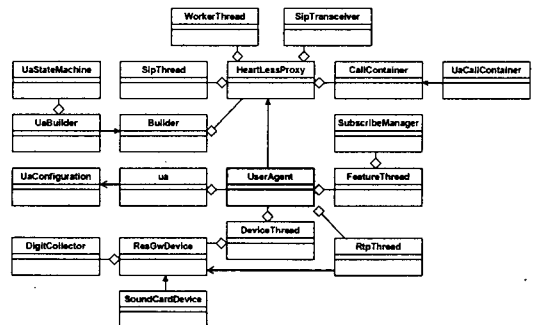 WorkerThread
SipTransceiver
UaStateMachine
SipThread
HeartLessProxy
CallContainer
UaCallContainer
UaBuilder
Builder
SubscribeManager
UaConfiguration
ua
UserAgent
FeatureThread
DeviceThread
DigitCollector
ResGwDevice
RtpThread
SoundCardDevice